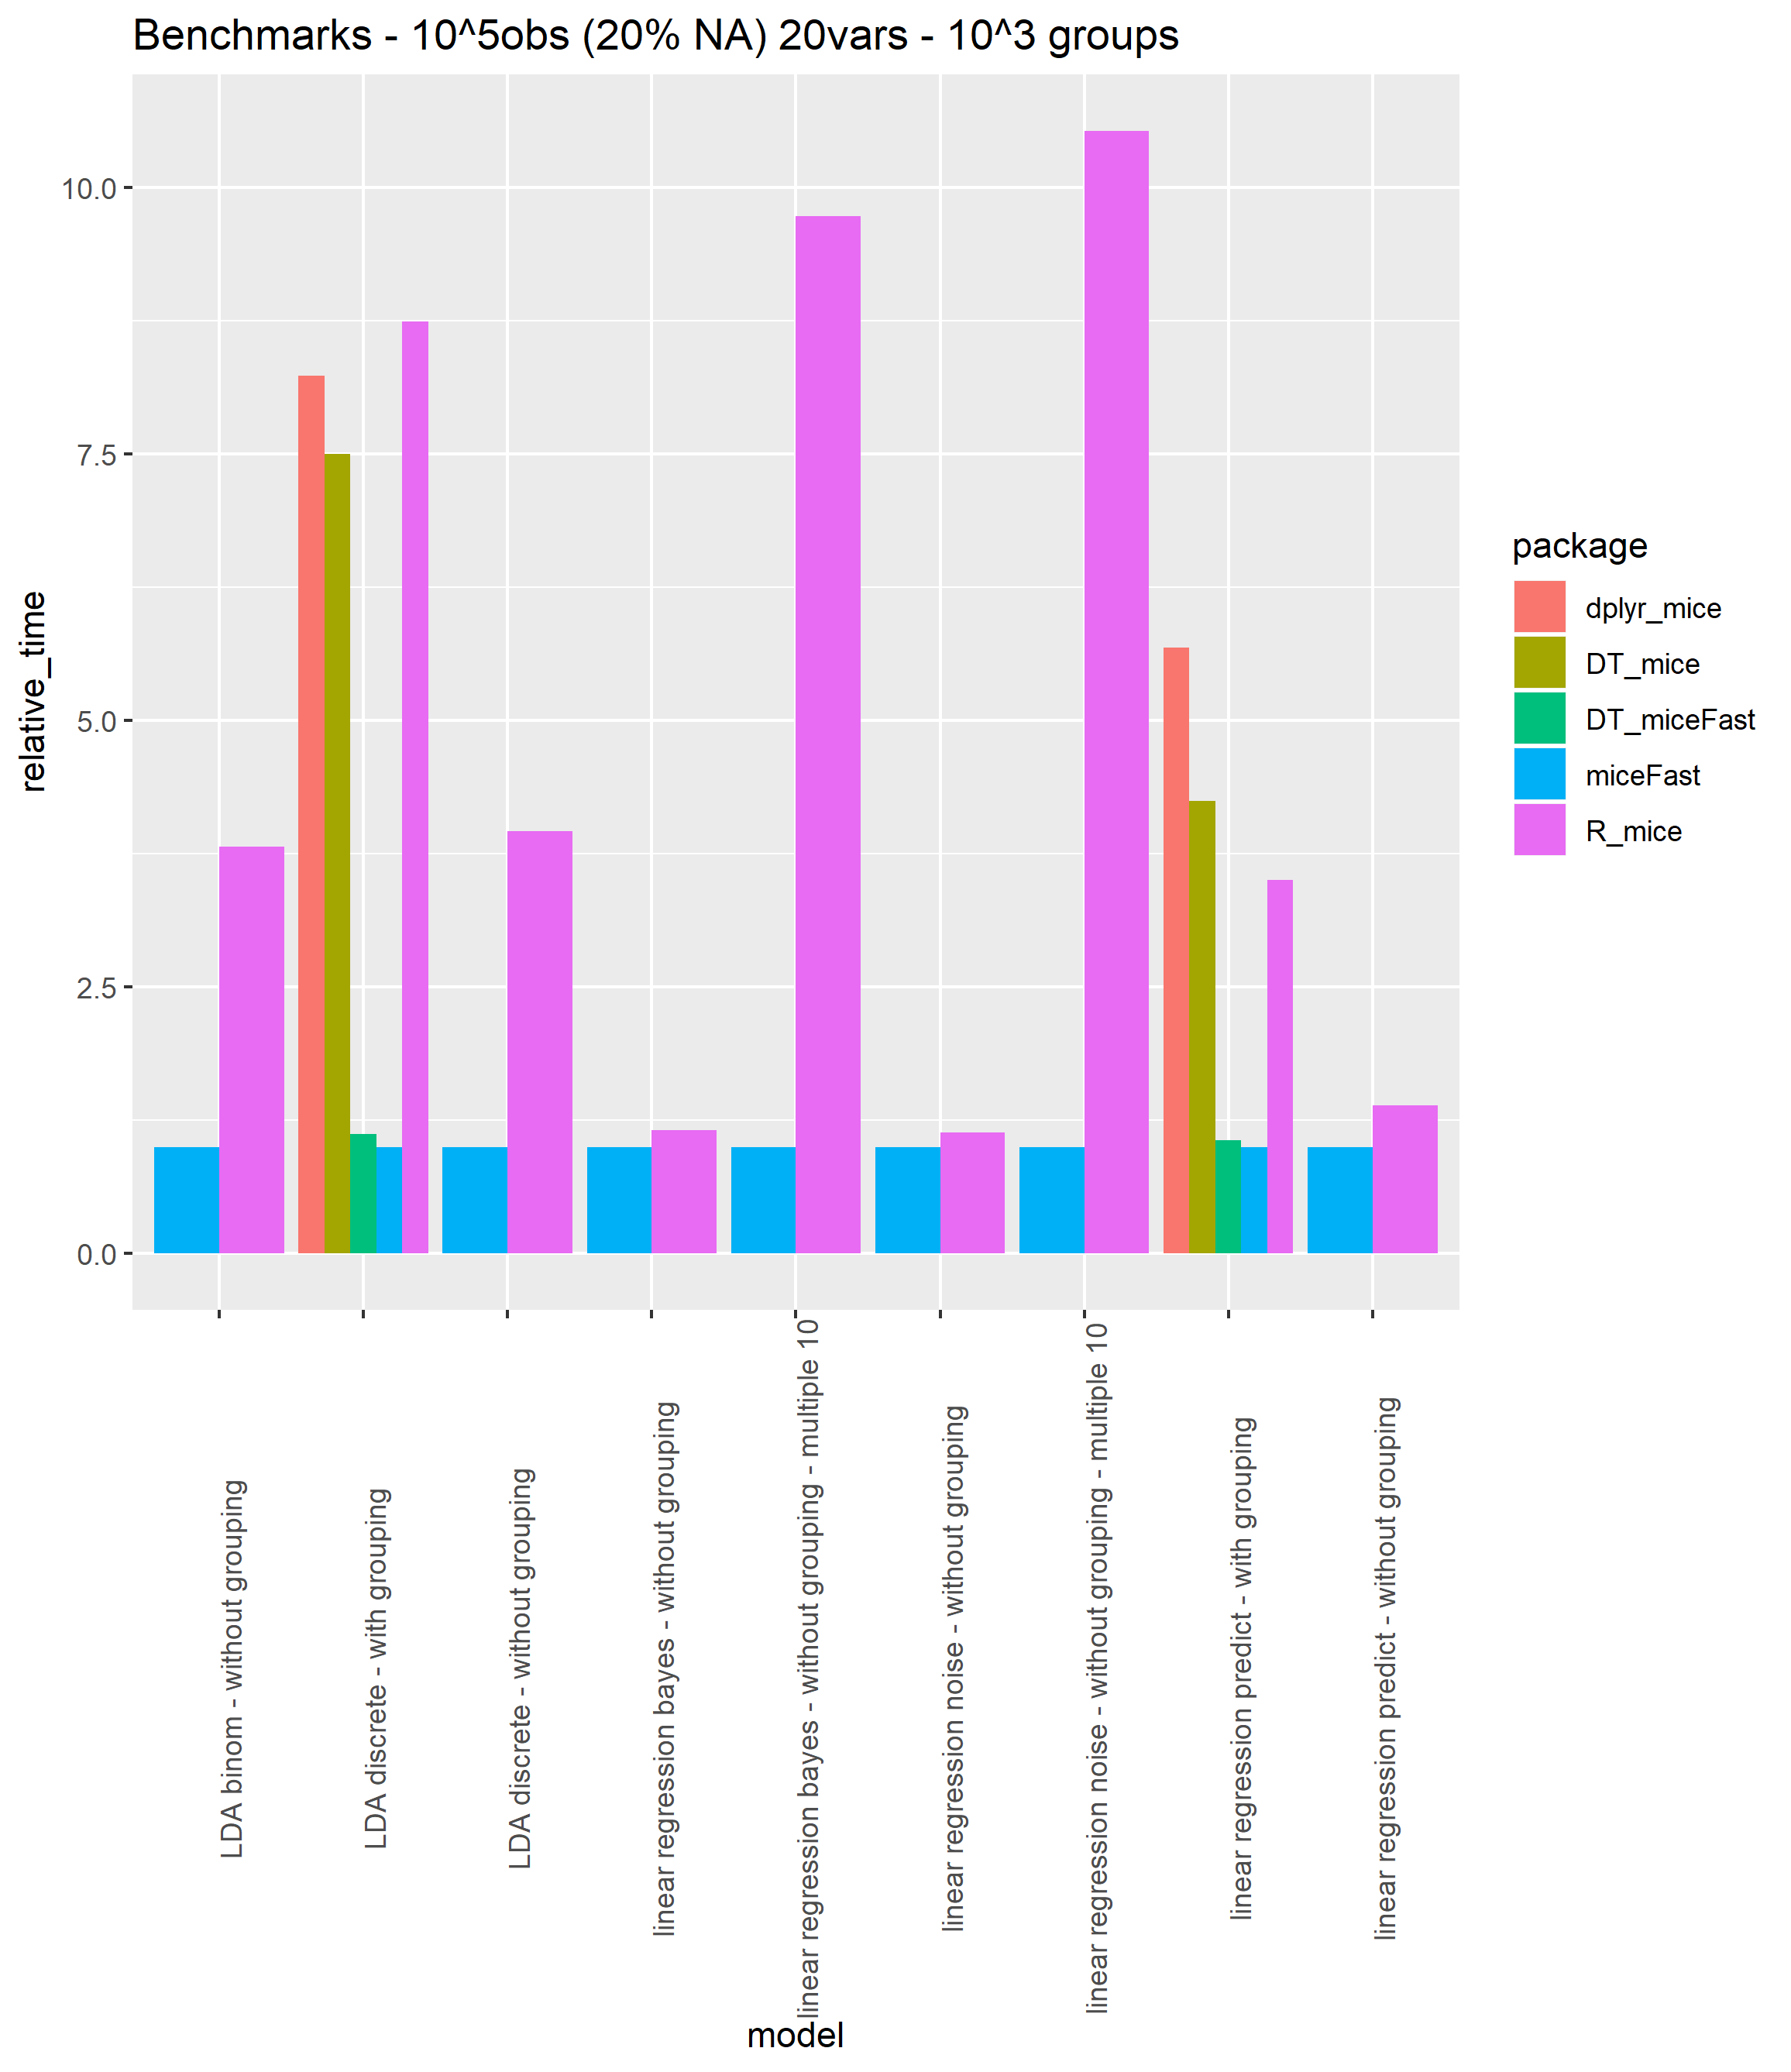 Benchmarks - 10^5obs (20% NA) 20vars - 10^3 groups
relative_time
10.0
7.5
5.0
2.5
0.0
package
dplyr_mice
DT_mice
DT_miceFast
miceFast
R_mice
LDA binom - without grouping
LDA discrete - with grouping
LDA discrete - without grouping
linear regression bayes - without grouping
linear regression bayes - without grouping - multiple 10
linear regression noise - without grouping
linear regression noise - without grouping - multiple 10
linear regression predict - with grouping
linear regression predict - without grouping
model